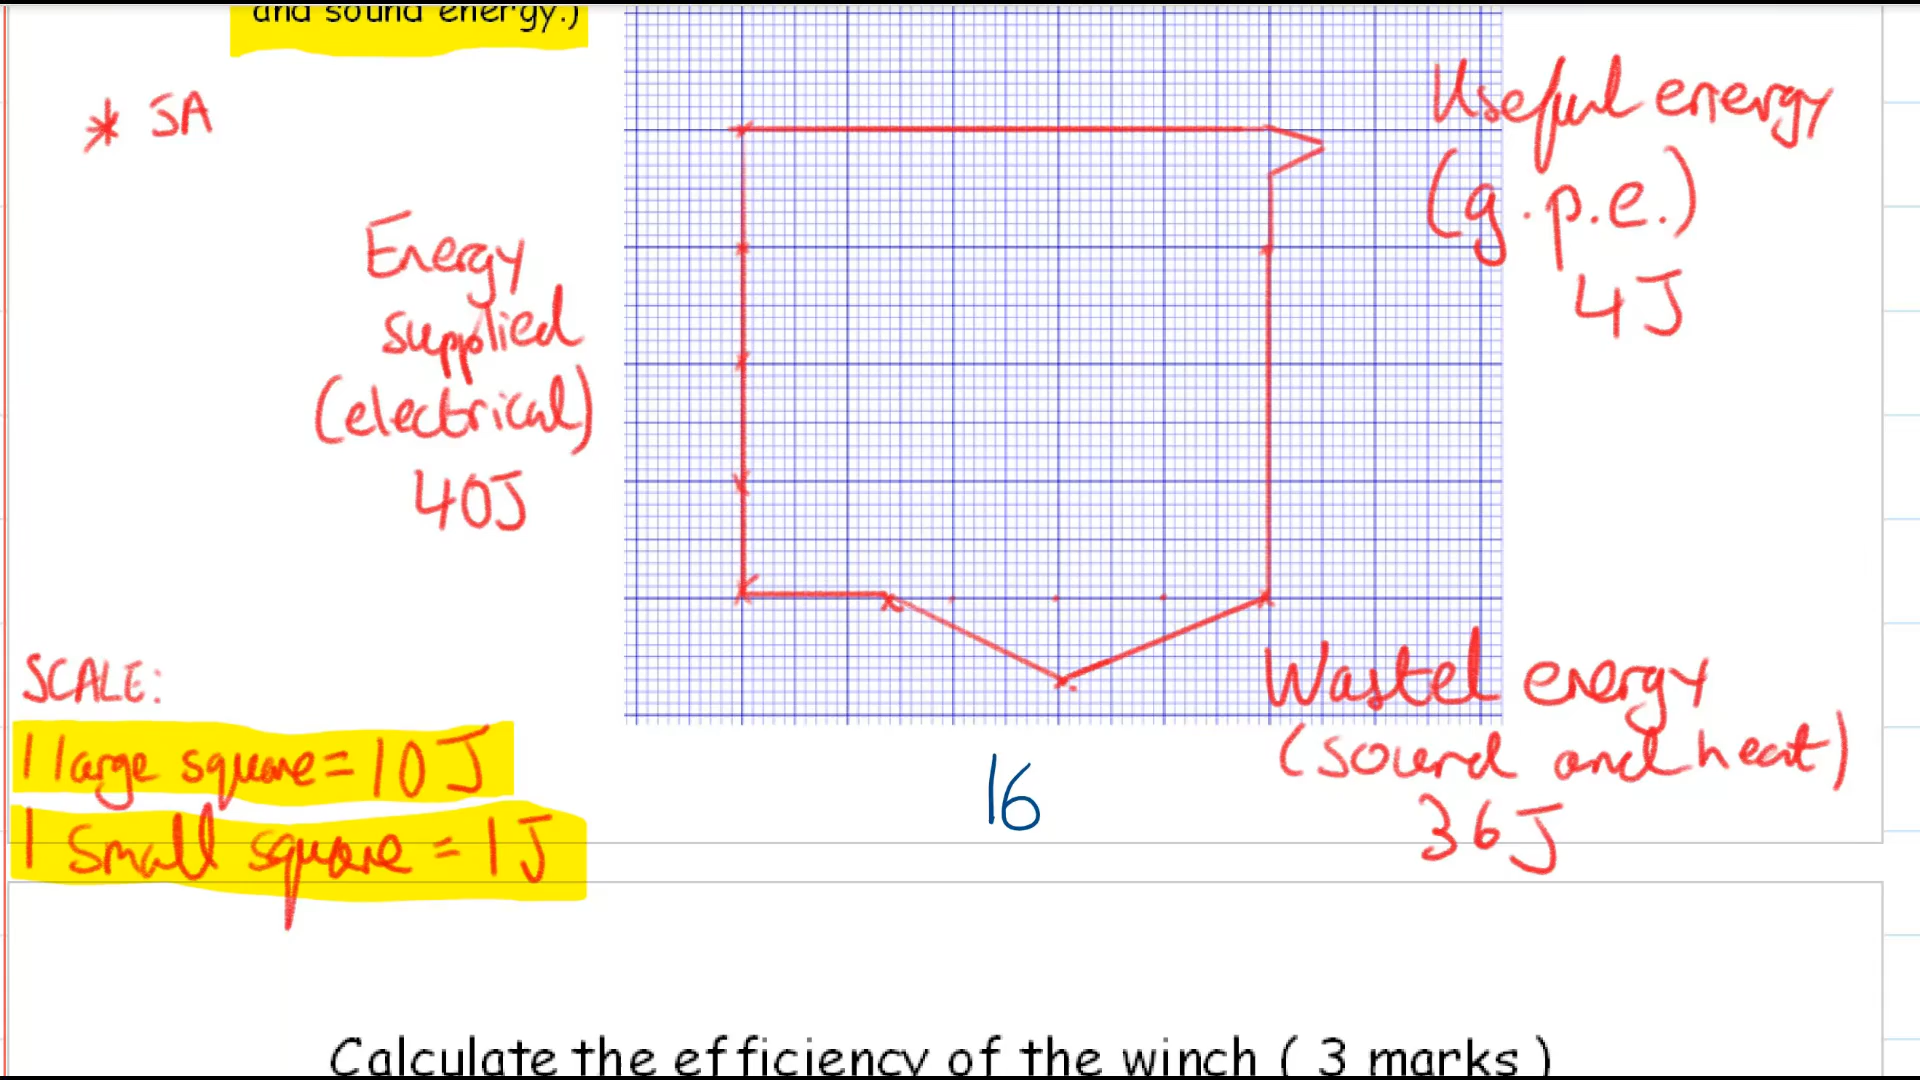 and sound energy.)
* SA
Useful energy
(g.p.e.)
4J
Energy
supplied
(electrical)
40J
SCALE:
1 large square = 10J
1 small square = 1J
16
Wasted energy
(sound and heat)
36J
Calculate the efficiency of the winch ( 3 marks )